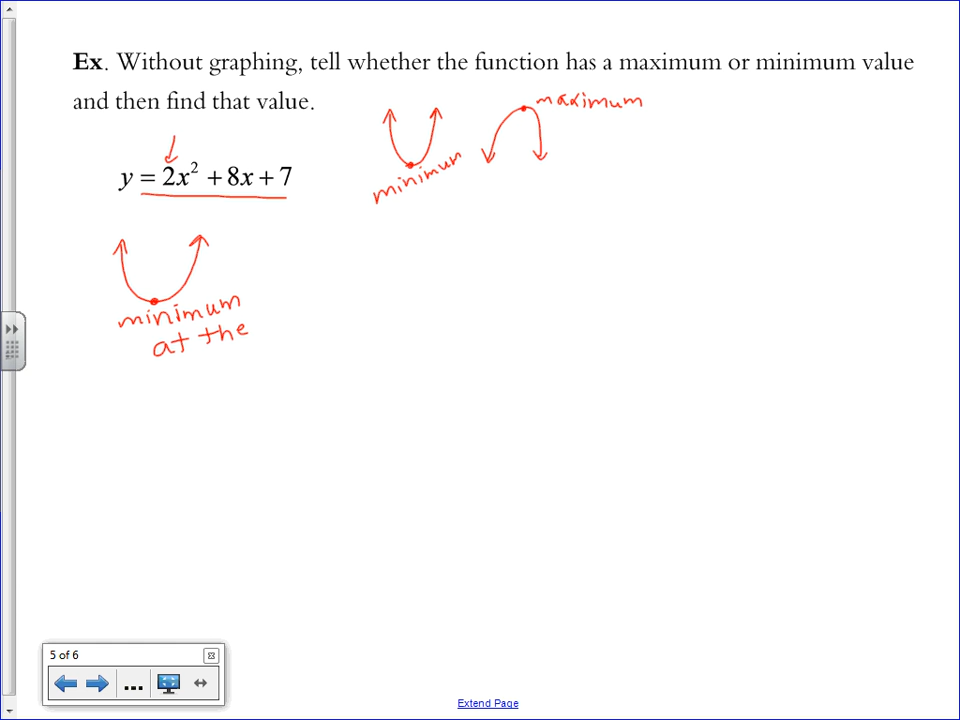 Ex. Without graphing, tell whether the function has a maximum or minimum value
and then find that value.
maximum
minimum
y = 2x² + 8x + 7
minimum
at the
5 of 6
...
Extend Page